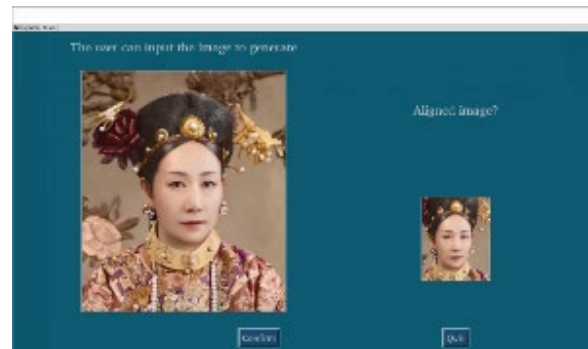 The user can input the image to generate
Aligned image?
Confirm
Quit